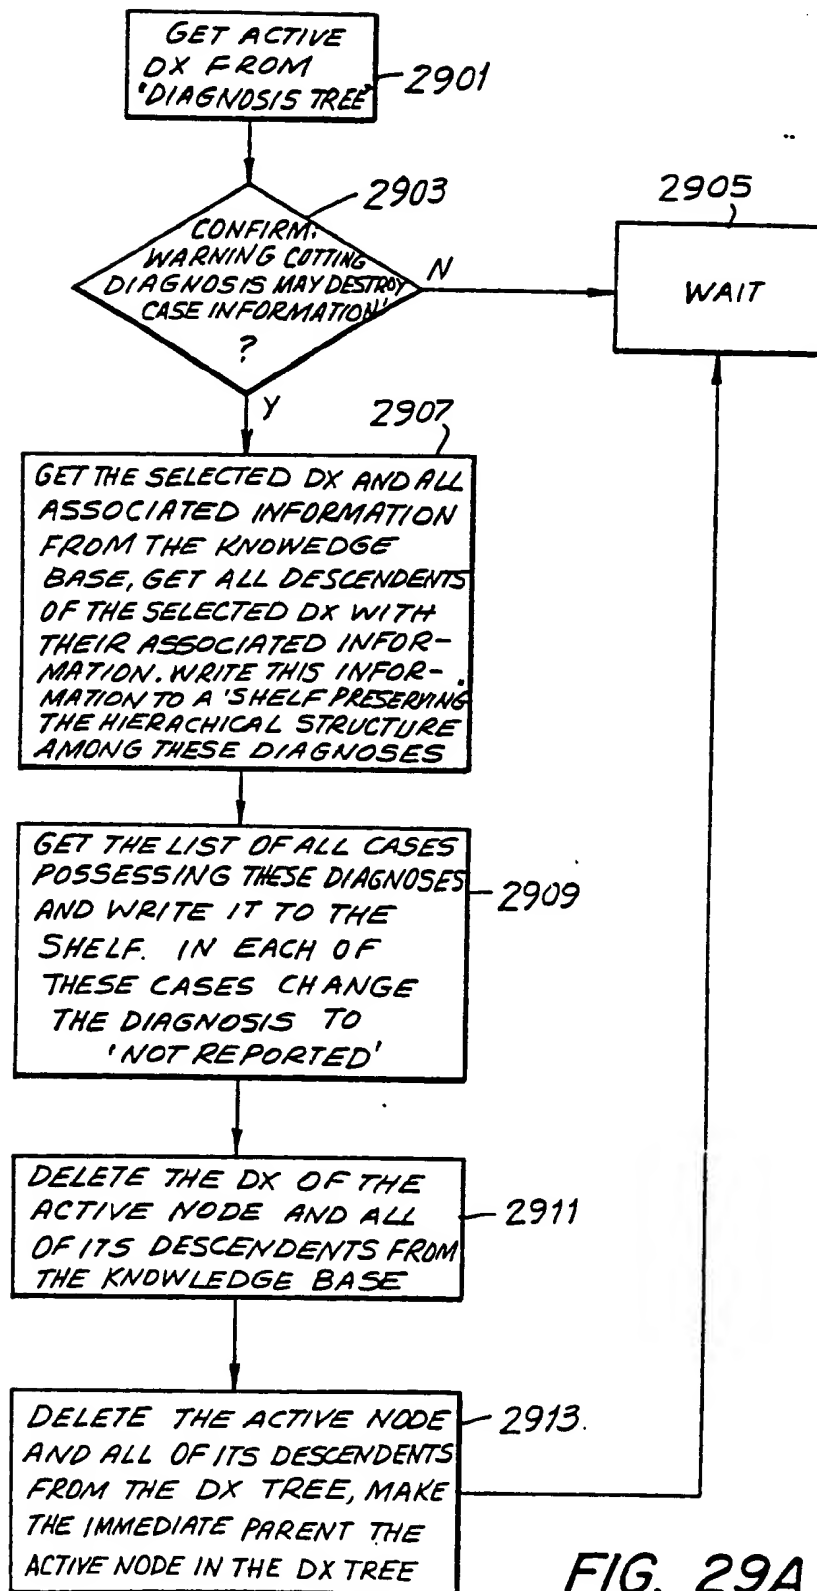 GET ACTIVE
DX FROM
'DIAGNOSIS TREE'
2901
2903
CONFIRM:
WARNING COTTING
DIAGNOSIS MAY DESTROY
CASE INFORMATION'
?
N
Y
2905
WAIT
2907
GET THE SELECTED DX AND ALL
ASSOCIATED INFORMATION
FROM THE KNOWEDGE
BASE, GET ALL DESCENDENTS
OF THE SELECTED DX WITH
THEIR ASSOCIATED INFOR-
MATION. WRITE THIS INFOR-
MATION TO A 'SHELF PRESERVING
THE HIERACHICAL STRUCTURE
AMONG THESE DIAGNOSES
GET THE LIST OF ALL CASES
POSSESSING THESE DIAGNOSES
AND WRITE IT TO THE
SHELF. IN EACH OF
THESE CASES CHANGE
THE DIAGNOSIS TO
'NOT REPORTED'
2909
DELETE THE DX OF THE
ACTIVE NODE AND ALL
OF ITS DESCENDENTS FROM
THE KNOWLEDGE BASE
2911
DELETE THE ACTIVE NODE
AND ALL OF ITS DESCENDENTS
FROM THE DX TREE, MAKE
THE IMMEDIATE PARENT THE
ACTIVE NODE IN THE DX TREE
2913.
FIG. 29A